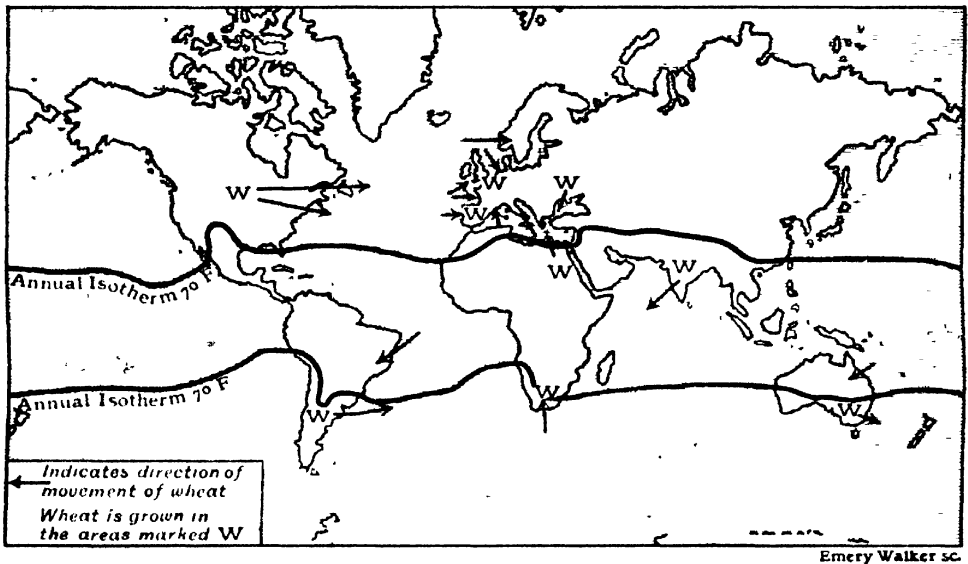 W
W
W
W
Annual Isotherm 70 F
W
W
Annual Isotherm 70 F
W
W
W
Indicates direction of
movement of wheat
Wheat is grown in
the areas marked W
Emery Walker sc.